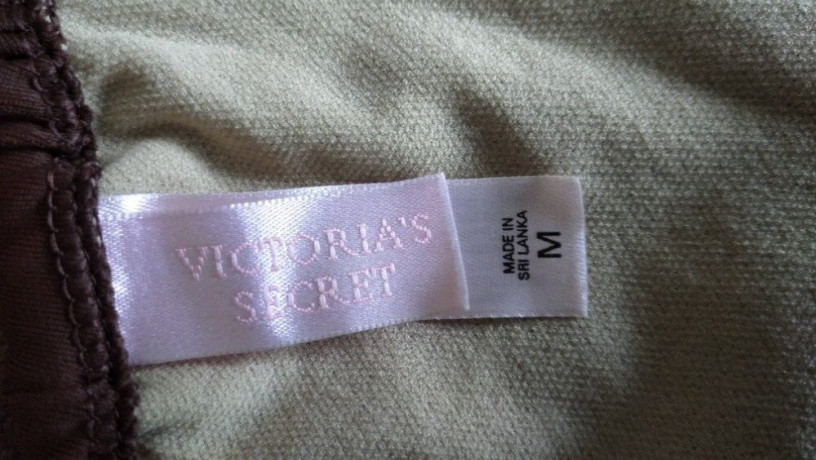 VICTORIA'S
SECRET
MADE IN
SRI LANKA
M